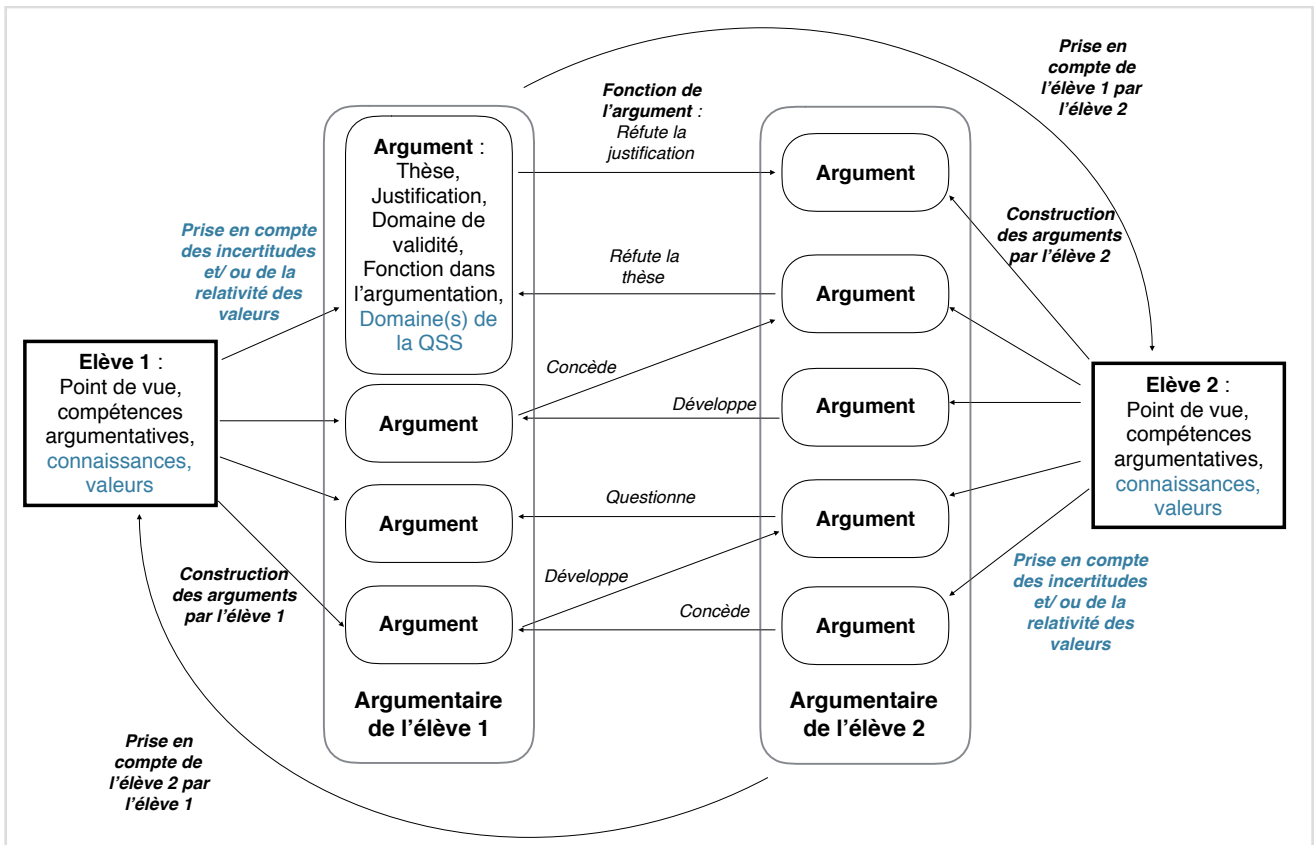 Prise en
compte de
l'élève 1 par
l'élève 2
Fonction de
l'argument :
Réfute la
justification
Argument :
Thèse,
Justification,
Domaine de
validité,
Fonction dans
l'argumentation,
Domaine(s) de
la QSS
Argument
Prise en compte
des incertitudes
et/ ou de la
relativité des
valeurs
Construction
des arguments
par l'élève 2
Réfute la
thèse
Argument
Elève 1 :
Point de vue,
compétences
argumentatives,
connaissances,
valeurs
Concède
Argument
Développe
Argument
Elève 2 :
Point de vue,
compétences
argumentatives,
connaissances,
valeurs
Argument
Questionne
Argument
Construction
des arguments
par l'élève 1
Développe
Argument
Concède
Argument
Prise en compte
des incertitudes
et/ ou de la
relativité des
valeurs
Argumentaire
de l'élève 1
Argumentaire
de l'élève 2
Prise en
compte de
l'élève 2 par
l'élève 1